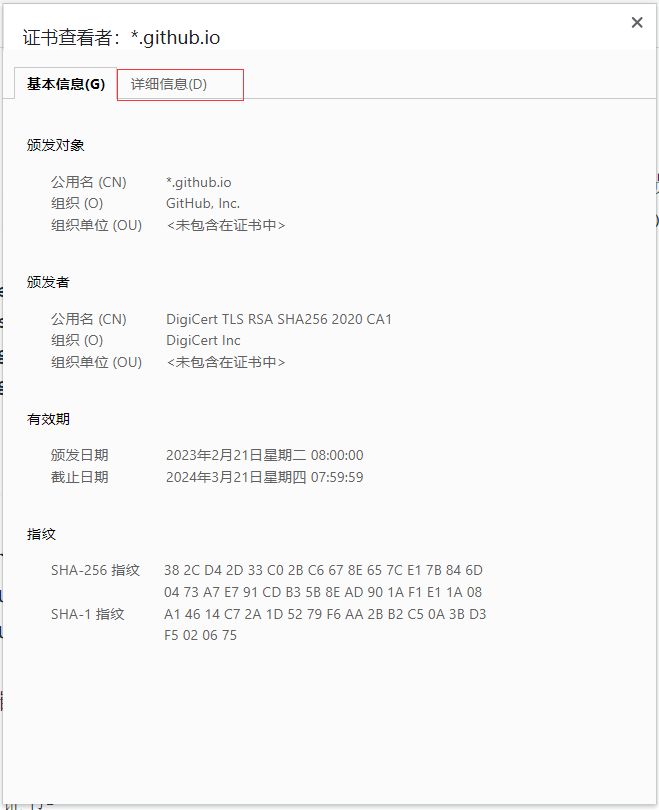 证书查看者：*.github.io
基本信息(G) 详细信息(D)
颁发对象
公用名 (CN) *.github.io
组织 (O) GitHub, Inc.
组织单位 (OU) <未包含在证书中>
颁发者
公用名 (CN) DigiCert TLS RSA SHA256 2020 CA1
组织 (O) DigiCert Inc
组织单位 (OU) <未包含在证书中>
有效期
颁发日期 2023年2月21日星期二 08:00:00
截止日期 2024年3月21日星期四 07:59:59
指纹
SHA-256 指纹 38 2C D4 2D 33 C0 2B C6 67 8E 65 7C E1 7B 84 6D
04 73 A7 E7 91 CD B3 5B 8E AD 90 1A F1 E1 1A 08
SHA-1 指纹 A1 46 14 C7 2A 1D 52 79 F6 AA 2B B2 C5 0A 3B D3
F5 02 06 75